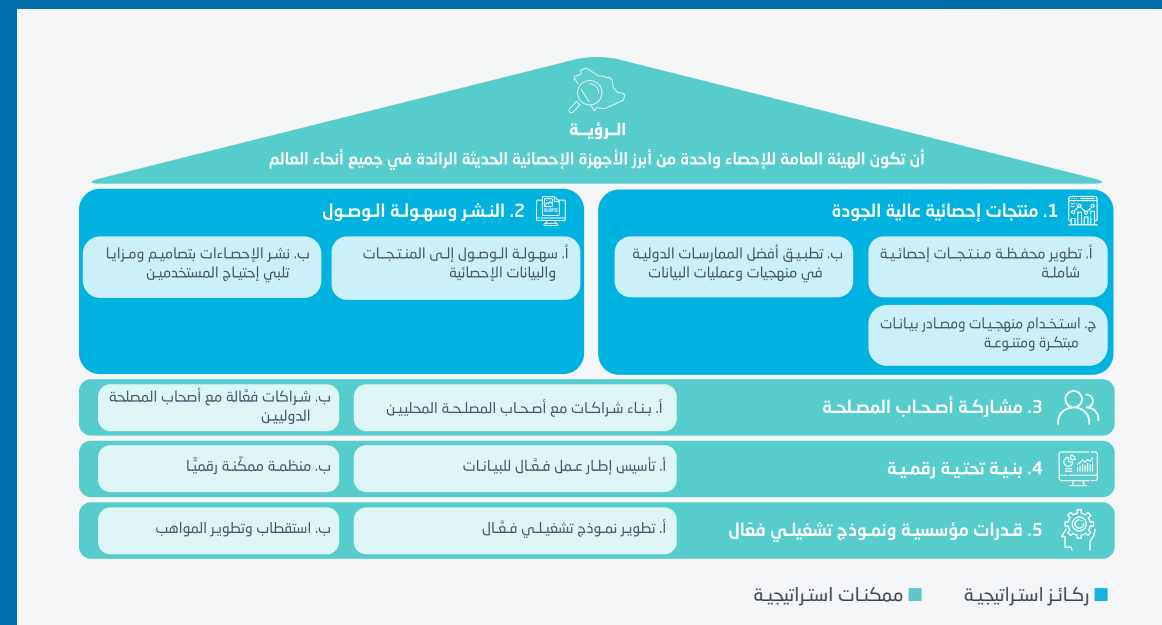 الرؤية
أن تكون الهيئة العامة للإحصاء واحدة من أبرز الأجهزة الإحصائية الحديثة الرائدة في جميع أنحاء العالم
1. منتجات إحصائية عالية الجودة
أ. تطوير محفظة منتجات إحصائية
شاملة
ب. تطبيق أفضل الممارسات الدولية
في منهجيات وعمليات البيانات
ج. استخدام منهجيات ومصادر بيانات
مبتكرة ومتنوعة
2. النشر وسهولة الوصول
أ. سهولة الوصول إلى المنتجات
والبيانات الإحصائية
ب. نشر الإحصاءات بتصاميم ومزايا
تلبي إحتياج المستخدمين
3. مشاركة أصحاب المصلحة
أ. بناء شراكات مع أصحاب المصلحة المحليين
ب. شراكات فعَّالة مع أصحاب المصلحة
الدوليين
4. بنية تحتية رقمية
أ. تأسيس إطار عمل فعَّال للبيانات
ب. منظمة ممكَّنة رقميًّا
5. قدرات مؤسسية ونموذج تشغيلي فعّال
أ. تطوير نموذج تشغيلي فعَّال
ب. استقطاب وتطوير المواهب
ركائز استراتيجية
ممكنات استراتيجية